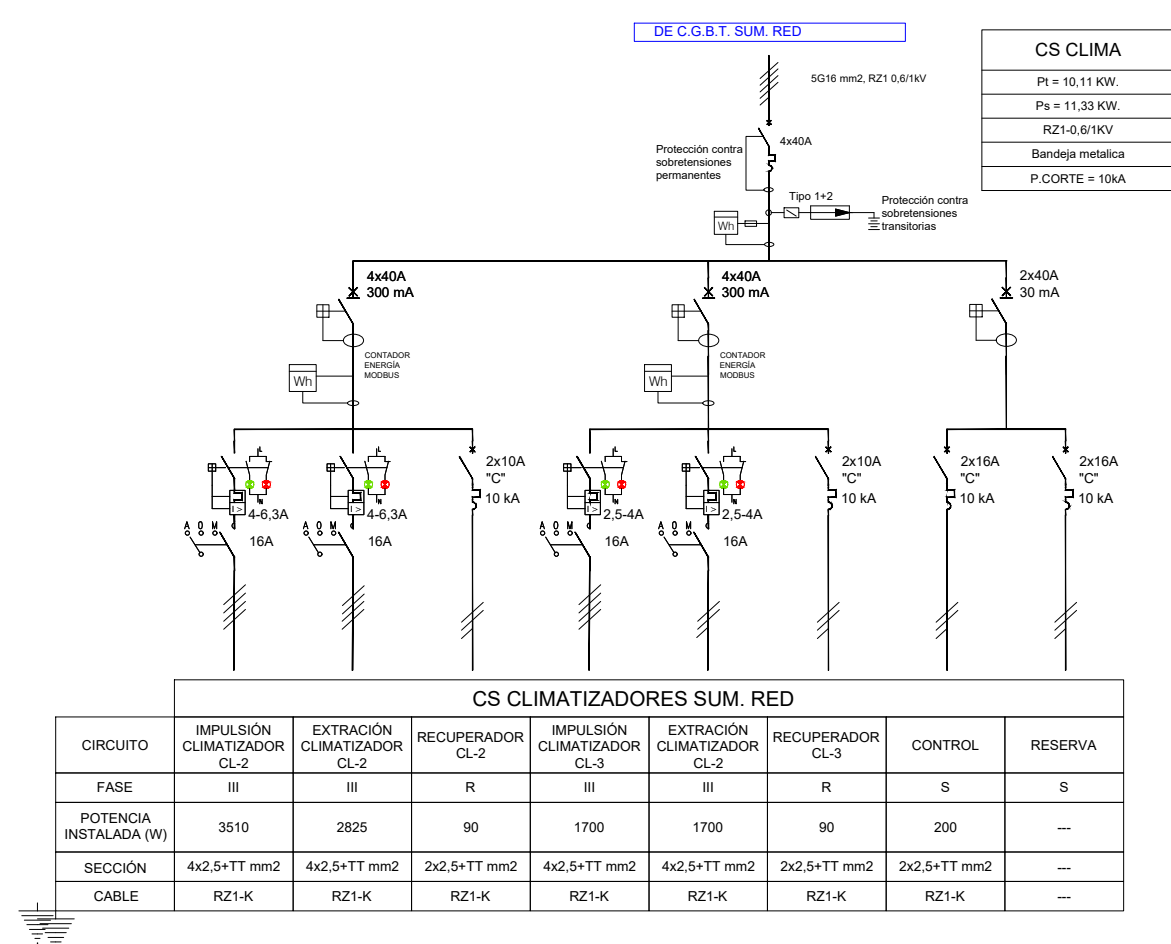 DE C.G.B.T. SUM. RED
CS CLIMA
Pt = 10,11 KW.
Ps = 11,33 KW.
RZ1-0,6/1KV
Bandeja metalica
P.CORTE = 10kA
5G16 mm2, RZ1 0,6/1kV
4x40A
Protección contra
sobretensiones
permanentes
Tipo 1+2
Protección contra
sobretensiones
transitorias
Wh
4x40A
300 mA
4x40A
300 mA
2x40A
30 mA
CONTADOR
ENERGÍA
MODBUS
Wh
CONTADOR
ENERGÍA
MODBUS
Wh
L
N
I >
4-6,3A
A O M
16A
L
N
I >
4-6,3A
A O M
16A
2x10A
"C"
10 kA
L
N
I >
2,5-4A
A O M
16A
L
N
I >
2,5-4A
A O M
16A
2x10A
"C"
10 kA
2x16A
"C"
10 kA
2x16A
"C"
10 kA
CS CLIMATIZADORES SUM. RED
CIRCUITO
IMPULSIÓN
CLIMATIZADOR
CL-2
EXTRACIÓN
CLIMATIZADOR
CL-2
RECUPERADOR
CL-2
IMPULSIÓN
CLIMATIZADOR
CL-3
EXTRACIÓN
CLIMATIZADOR
CL-2
RECUPERADOR
CL-3
CONTROL
RESERVA
FASE III III R III III R S S
POTENCIA
INSTALADA (W)
3510 2825 90 1700 1700 90 200 ---
SECCIÓN 4x2,5+TT mm2 4x2,5+TT mm2 2x2,5+TT mm2 4x2,5+TT mm2 4x2,5+TT mm2 2x2,5+TT mm2 2x2,5+TT mm2 ---
CABLE RZ1-K RZ1-K RZ1-K RZ1-K RZ1-K RZ1-K RZ1-K ---